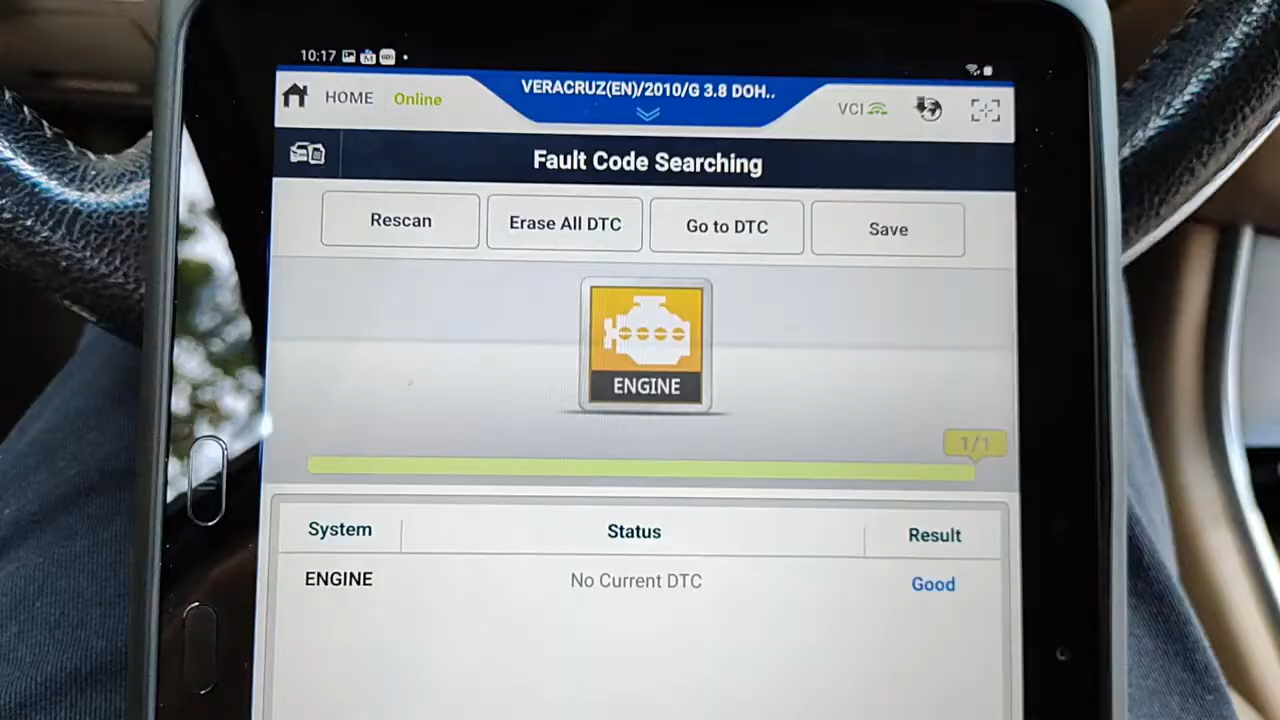 10:17
VERACRUZ(EN)/2010/G 3.8 DOH..
HOME Online VCI
Fault Code Searching
Rescan Erase All DTC Go to DTC Save
ENGINE
1/1
System Status Result
ENGINE No Current DTC Good